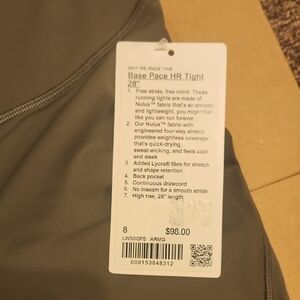 WHY WE MADE THIS
Base Pace HR Tight
28"
1. Free stride, free mind. These
running tights are made of
Nulux™ fabric that's so smooth
and lightweight, you might feel
like you can run forever
2. Our Nulux™ fabric with
engineered four-way stretch
provides weightless coverage
that's quick-drying,
sweat-wicking, and feels cool
and sleek
3. Added Lycra® fibre for stretch
and shape retention
4. Back pocket
5. Continuous drawcord
6. No inseam for a smooth stride
7. High rise, 28" length
8 $98.00
LW5DQFS ARMG
000153848312